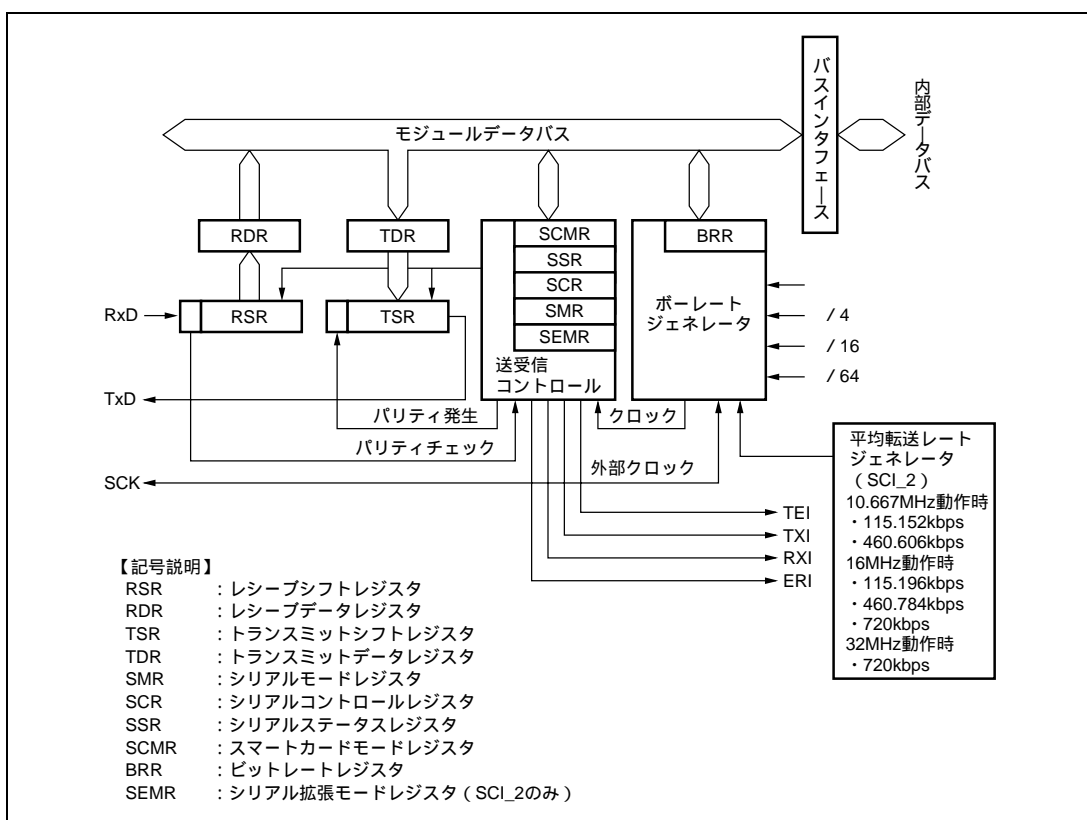 モジュールデータバス
バスインタフェース
内部データバス
RDR
TDR
SCMR
SSR
SCR
SMR
SEMR
送受信
コントロール
BRR
ボーレート
ジェネレータ
/ 4
/ 16
/ 64
RxD
RSR
TSR
TxD
パリティ発生
パリティチェック
クロック
外部クロック
SCK
TEI
TXI
RXI
ERI
平均転送レート
ジェネレータ
(SCI_2)
10.667MHz動作時
・115.152kbps
・460.606kbps
16MHz動作時
・115.196kbps
・460.784kbps
・720kbps
32MHz動作時
・720kbps
【記号説明】
RSR :レシーブシフトレジスタ
RDR :レシーブデータレジスタ
TSR :トランスミットシフトレジスタ
TDR :トランスミットデータレジスタ
SMR :シリアルモードレジスタ
SCR :シリアルコントロールレジスタ
SSR :シリアルステータスレジスタ
SCMR :スマートカードモードレジスタ
BRR :ビットレートレジスタ
SEMR :シリアル拡張モードレジスタ(SCI_2のみ)